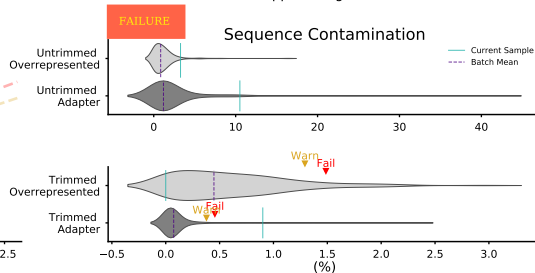 FAILURE
Sequence Contamination
Untrimmed
Overrepresented
Untrimmed
Adapter
Current Sample
Batch Mean
0 10 20 30 40
Warn
Fail
Trimmed
Overrepresented
Fail
Warn
Trimmed
Adapter
2.5 −0.5 0.0 0.5 1.0 1.5 2.0 2.5 3.0
(%)